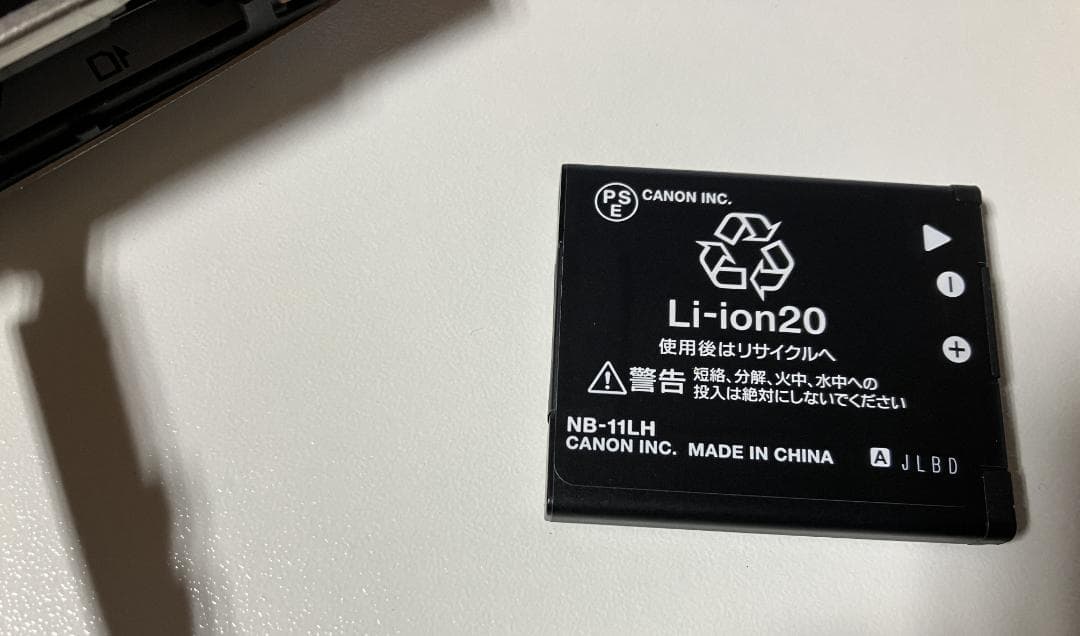 PSE CANON INC.
Li-ion20
使用後はリサイクルへ
警告 短絡、分解、火中、水中への
投入は絶対にしないでください
NB-11LH
CANON INC. MADE IN CHINA
A JLBD